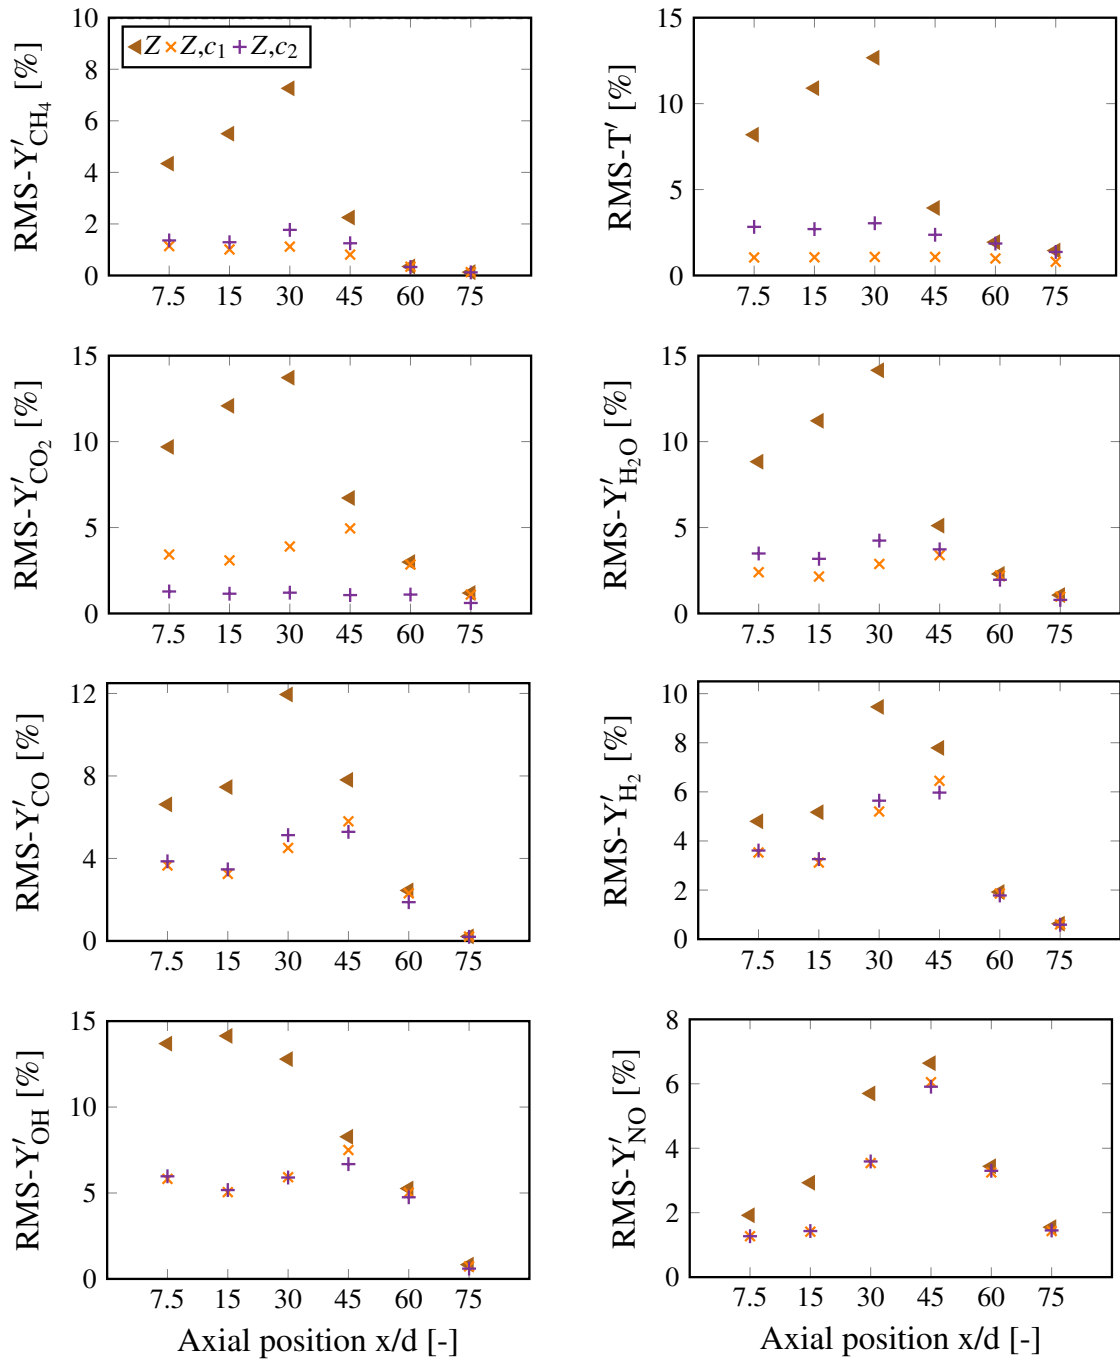 RMS-Y′CH4 [%]
10
8
6
4
2
0
Z Z,c1 Z,c2
7.5 15 30 45 60 75
RMS-T′ [%]
15
10
5
0
7.5 15 30 45 60 75
RMS-Y′CO2 [%]
15
10
5
0
7.5 15 30 45 60 75
RMS-Y′H2O [%]
15
10
5
0
7.5 15 30 45 60 75
RMS-Y′CO [%]
12
8
4
0
7.5 15 30 45 60 75
RMS-Y′H2 [%]
10
8
6
4
2
0
7.5 15 30 45 60 75
RMS-Y′OH [%]
15
10
5
0
7.5 15 30 45 60 75
Axial position x/d [-]
RMS-Y′NO [%]
8
6
4
2
0
7.5 15 30 45 60 75
Axial position x/d [-]